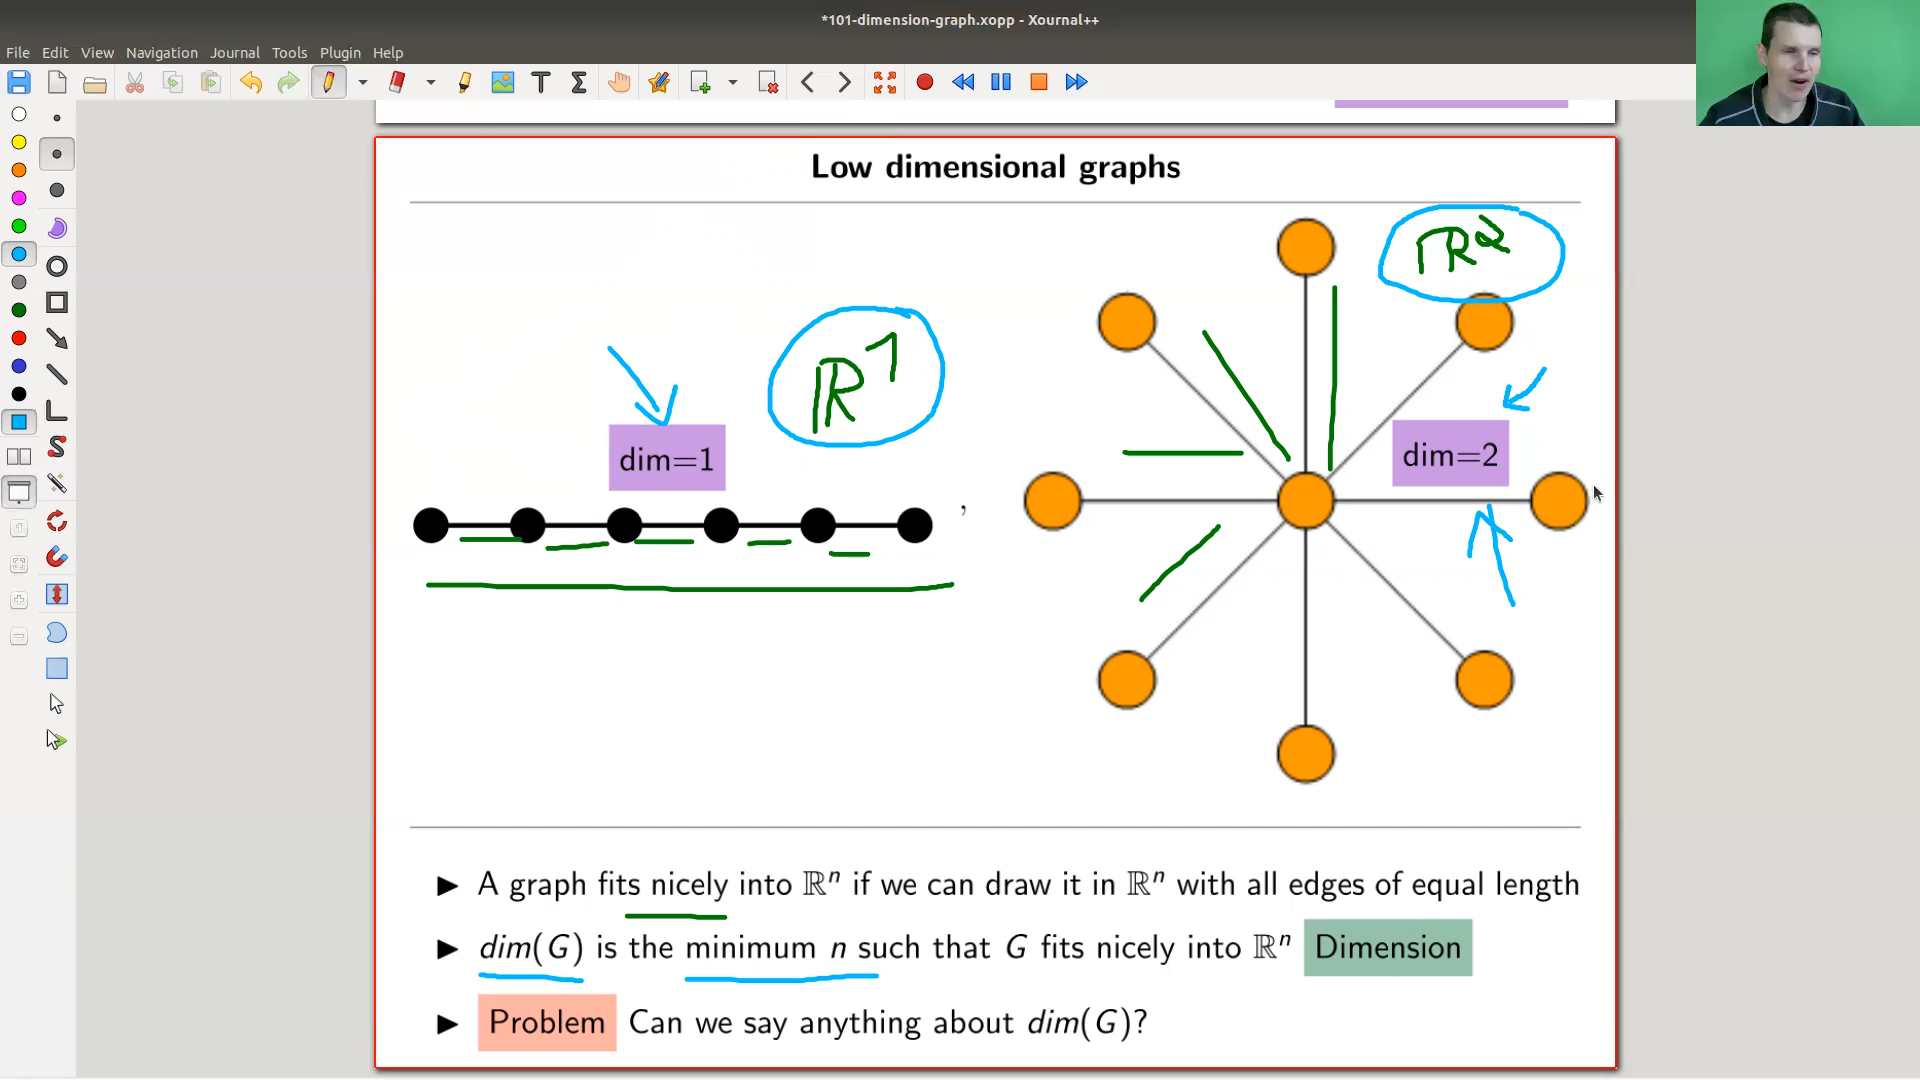 *101-dimension-graph.xopp - Xournal++
File Edit View Navigation Journal Tools Plugin Help
Low dimensional graphs
ℝ²
ℝ¹
dim=1
dim=2
,
▶ A graph fits nicely into ℝⁿ if we can draw it in ℝⁿ with all edges of equal length
▶ dim(G) is the minimum n such that G fits nicely into ℝⁿ Dimension
▶ Problem Can we say anything about dim(G)?